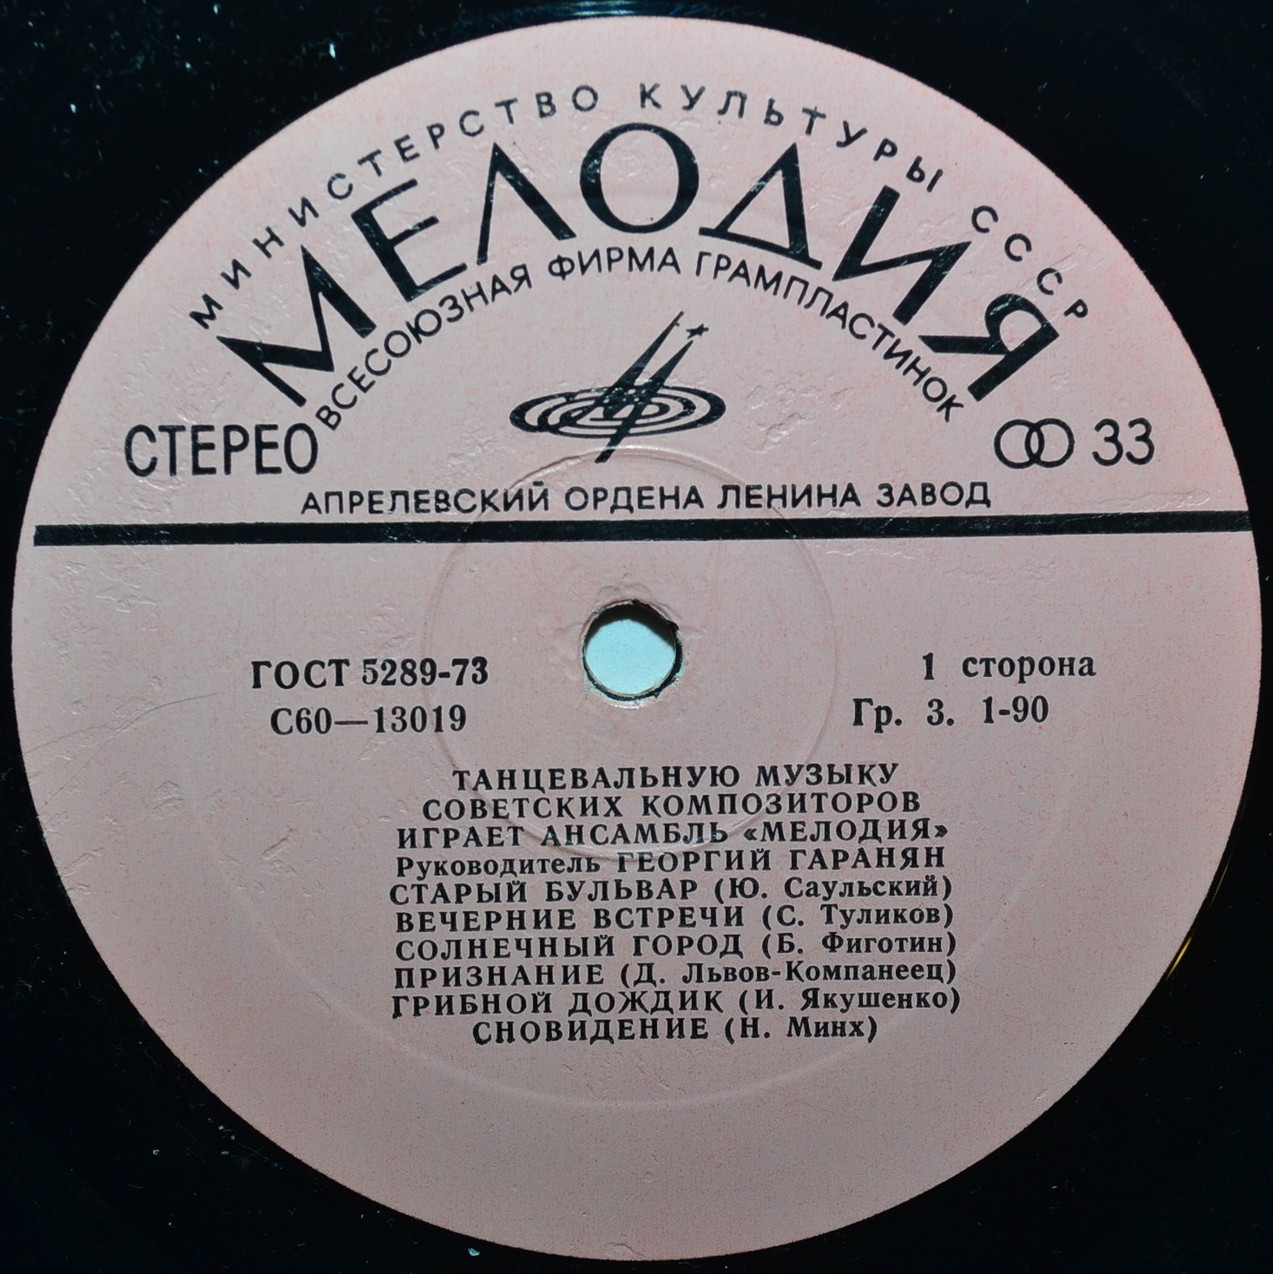 МИНИСТЕРСТВО КУЛЬТУРЫ СССР
МЕЛОДИЯ
ВСЕСОЮЗНАЯ ФИРМА ГРАМПЛАСТИНОК
СТЕРЕО
33
АПРЕЛЕВСКИЙ ОРДЕНА ЛЕНИНА ЗАВОД
ГОСТ 5289-73
1 сторона
С60—13019
Гр. 3. 1-90
ТАНЦЕВАЛЬНУЮ МУЗЫКУ
СОВЕТСКИХ КОМПОЗИТОРОВ
ИГРАЕТ АНСАМБЛЬ «МЕЛОДИЯ»
Руководитель ГЕОРГИЙ ГАРАНЯН
СТАРЫЙ БУЛЬВАР (Ю. Саульский)
ВЕЧЕРНИЕ ВСТРЕЧИ (С. Туликов)
СОЛНЕЧНЫЙ ГОРОД (Б. Фиготин)
ПРИЗНАНИЕ (Д. Львов-Компанеец)
ГРИБНОЙ ДОЖДИК (И. Якушенко)
СНОВИДЕНИЕ (Н. Минх)